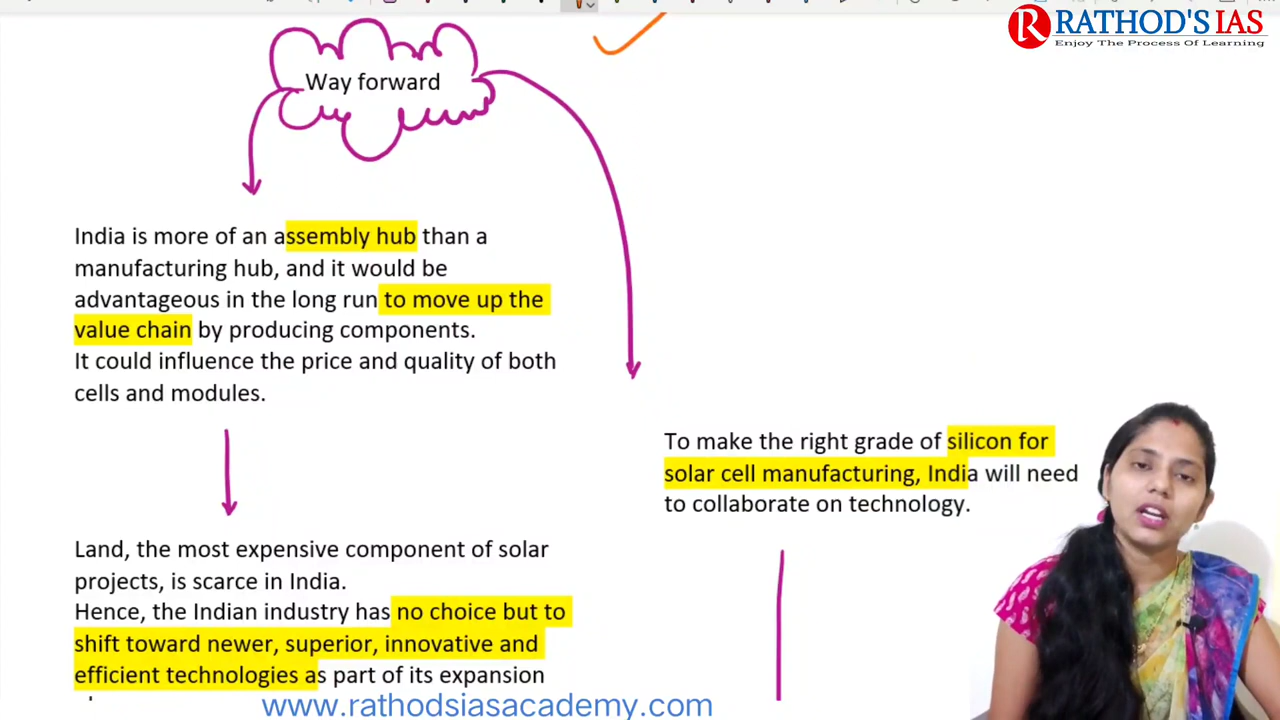 RATHOD'S IAS
Enjoy The Process Of Learning
Way forward
India is more of an assembly hub than a
manufacturing hub, and it would be
advantageous in the long run to move up the
value chain by producing components.
It could influence the price and quality of both
cells and modules.
Land, the most expensive component of solar
projects, is scarce in India.
Hence, the Indian industry has no choice but to
shift toward newer, superior, innovative and
efficient technologies as part of its expansion
To make the right grade of silicon for
solar cell manufacturing, India will need
to collaborate on technology.
www.rathodsiasacademy.com